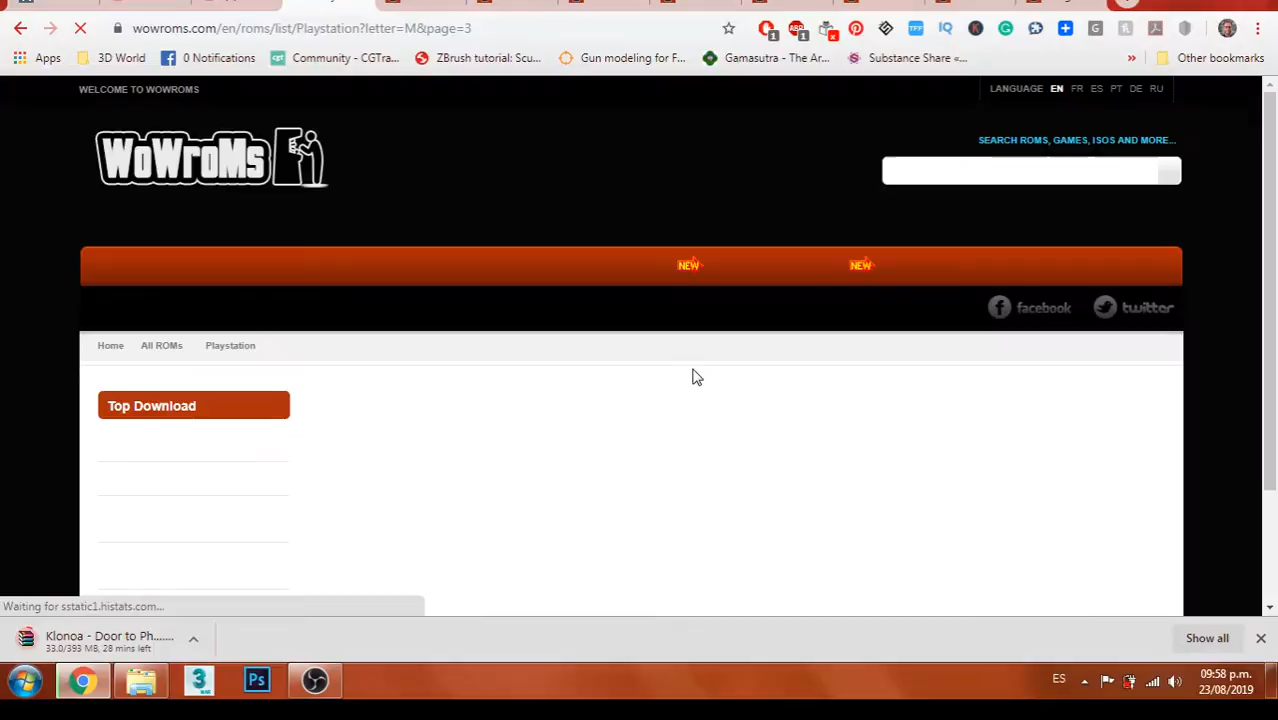 wowroms.com/en/roms/list/Playstation?letter=M&page=3
Apps 3D World 0 Notifications Community - CGTra... ZBrush tutorial: Scu... Gun modeling for F... Gamasutra - The Ar... Substance Share «... » Other bookmarks
WELCOME TO WOWROMS
LANGUAGE EN FR ES PT DE RU
WoWroMs
SEARCH ROMS, GAMES, ISOS AND MORE...
NEW NEW
facebook twitter
Home All ROMs Playstation
Top Download
Waiting for sstatic1.histats.com...
Klonoa - Door to Ph.......
33.0/393 MB, 28 mins left
Show all
ES
09:58 p.m.
23/08/2019